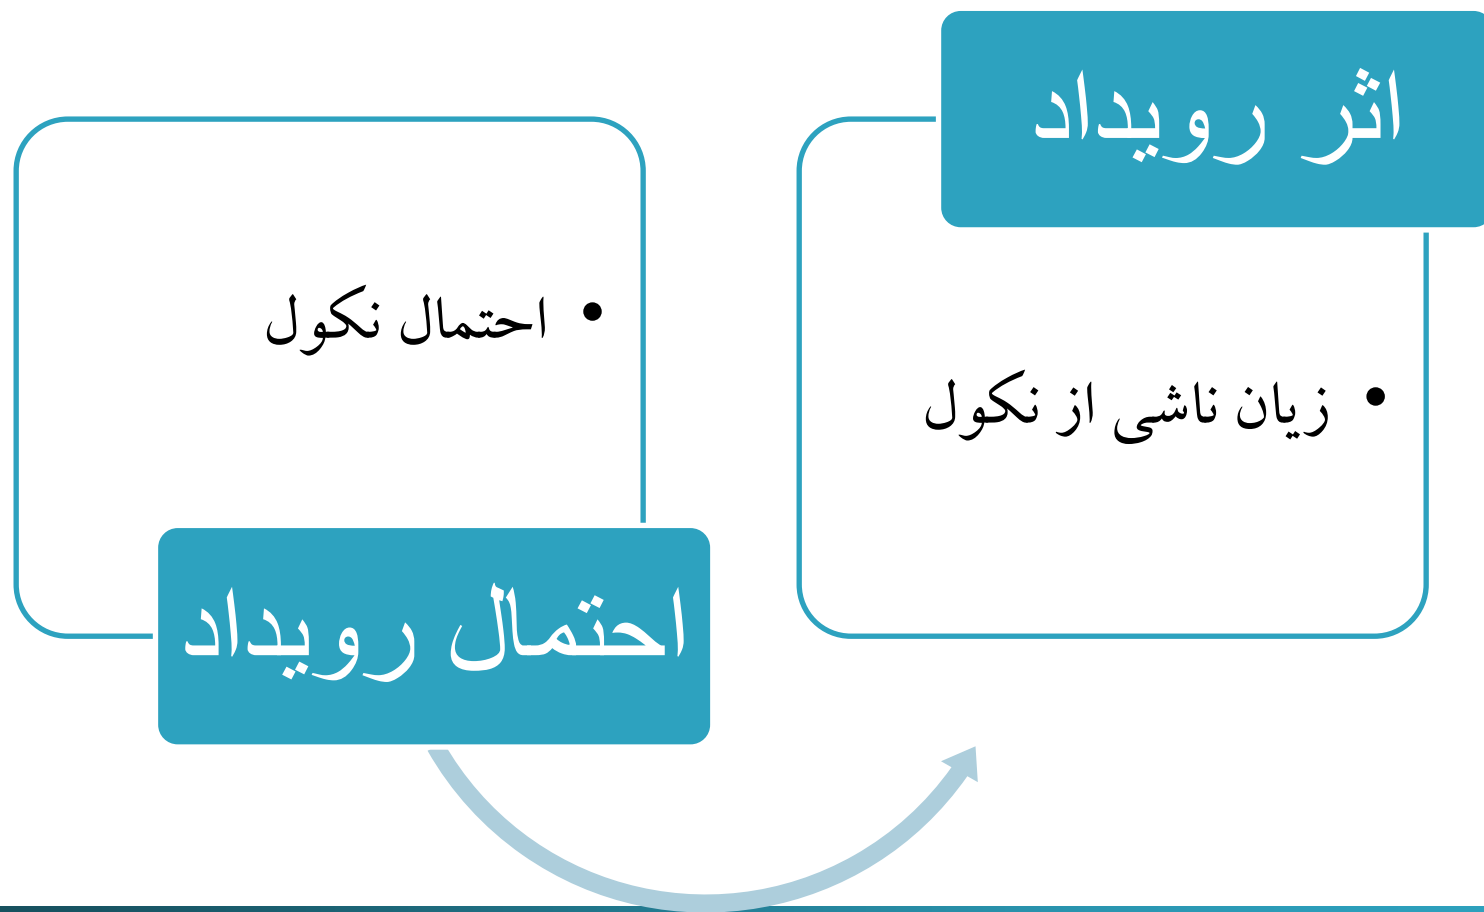 اثر رویداد
• زیان ناشی از نکول
• احتمال نکول
احتمال رویداد